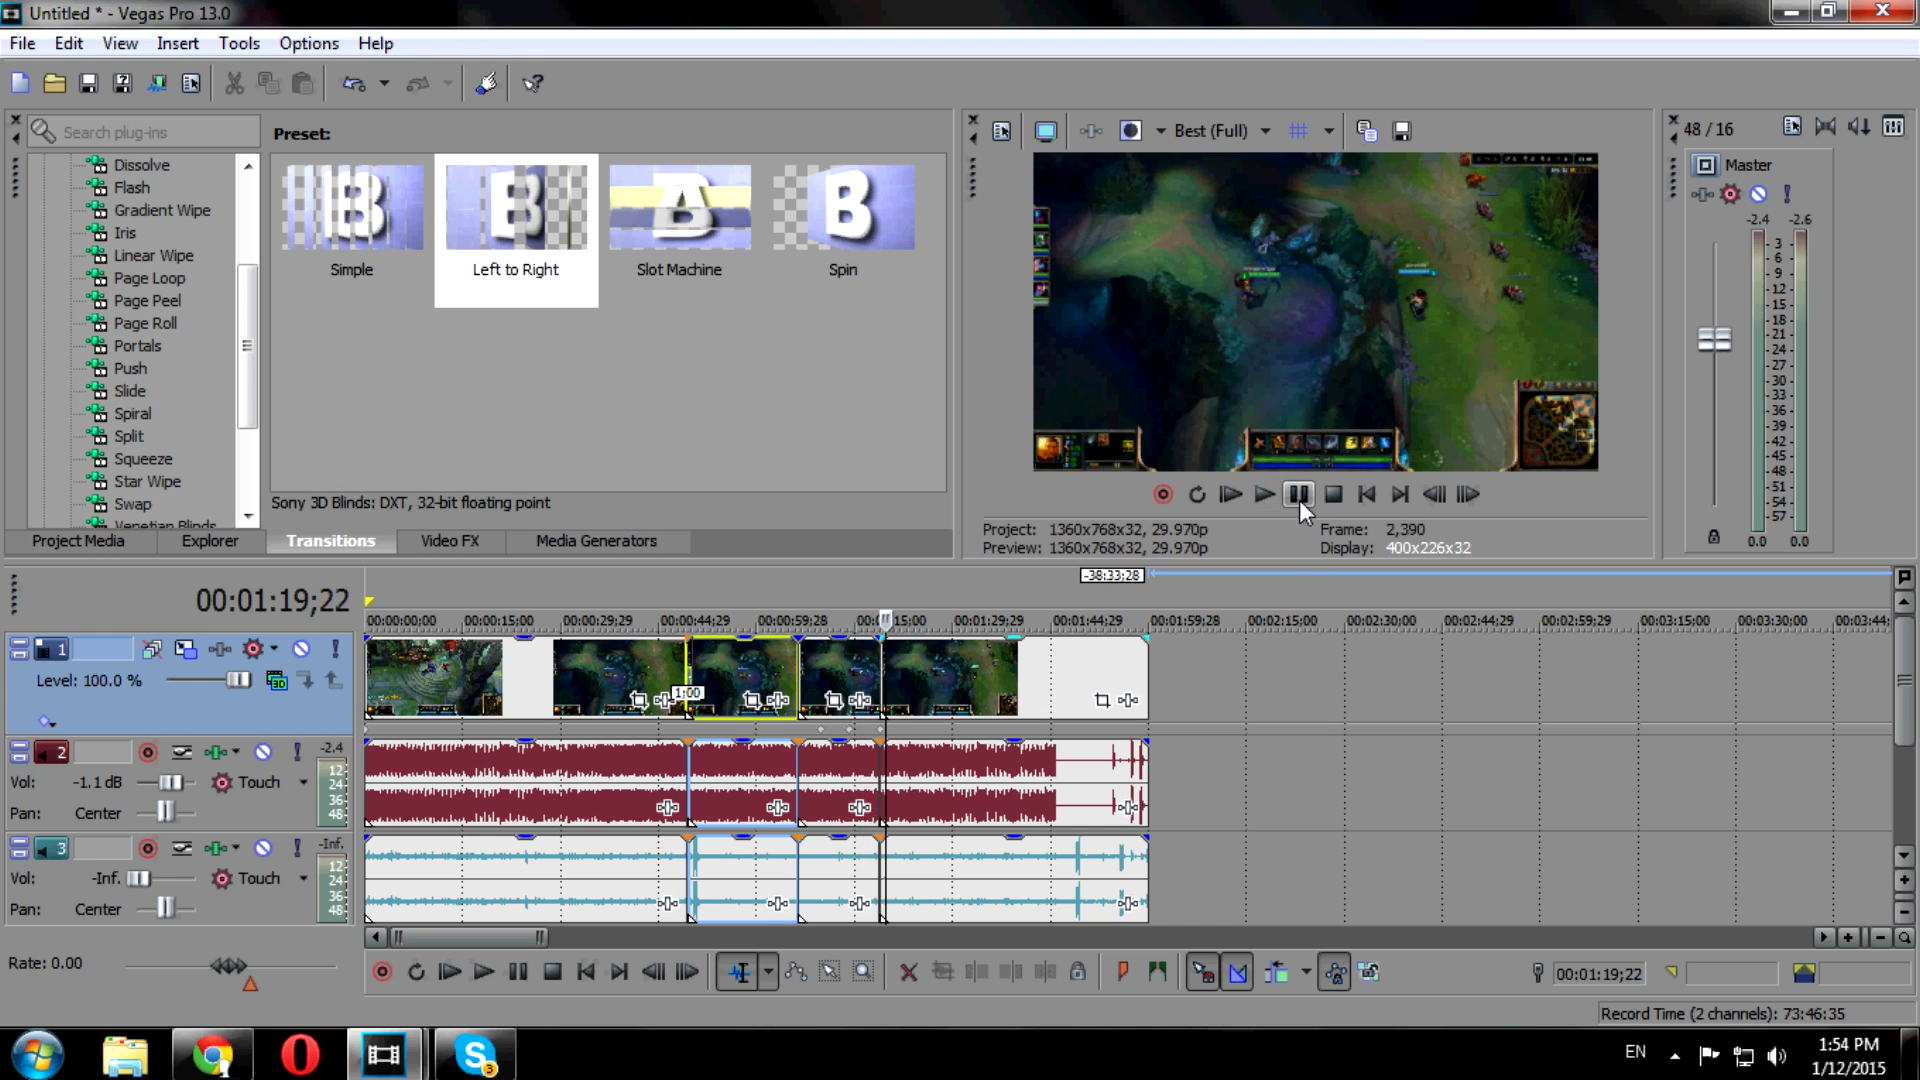 Untitled * - Vegas Pro 13.0
File Edit View Insert Tools Options Help
Search plug-ins
Dissolve
Flash
Gradient Wipe
Iris
Linear Wipe
Page Loop
Page Peel
Page Roll
Portals
Push
Slide
Spiral
Split
Squeeze
Star Wipe
Swap
Venetian Blinds
Preset:
Simple
Left to Right
Slot Machine
Spin
Sony 3D Blinds: DXT, 32-bit floating point
Project Media Explorer Transitions Video FX Media Generators
Best (Full)
Project: 1360x768x32, 29.970p Frame: 2,390
Preview: 1360x768x32, 29.970p Display: 400x226x32
48 / 16
Master
-2.4 -2.6
3
6
9
12
15
18
21
24
27
30
33
36
39
42
45
48
51
54
57
0.0 0.0
-38;33;28
00:01:19;22
00:00:00;00 00:00:15;00 00:00:29;29 00:00:44;29 00:00:59;28 00:01:15:00 00:01:29;29 00:01:44;29 00:01:59;28 00:02:15;00 00:02:30;00 00:02:44;29 00:02:59;29 00:03:15;00 00:03:30;00 00:03:44;
1
Level: 100.0 %
3D
1;00
2 -2.4
Vol: -1.1 dB Touch
Pan: Center
12
24
36
48
3 -Inf.
Vol: -Inf. Touch
Pan: Center
12
24
36
48
Rate: 0.00
00:01:19;22
Record Time (2 channels): 73:46:35
3
EN
1:54 PM
1/12/2015